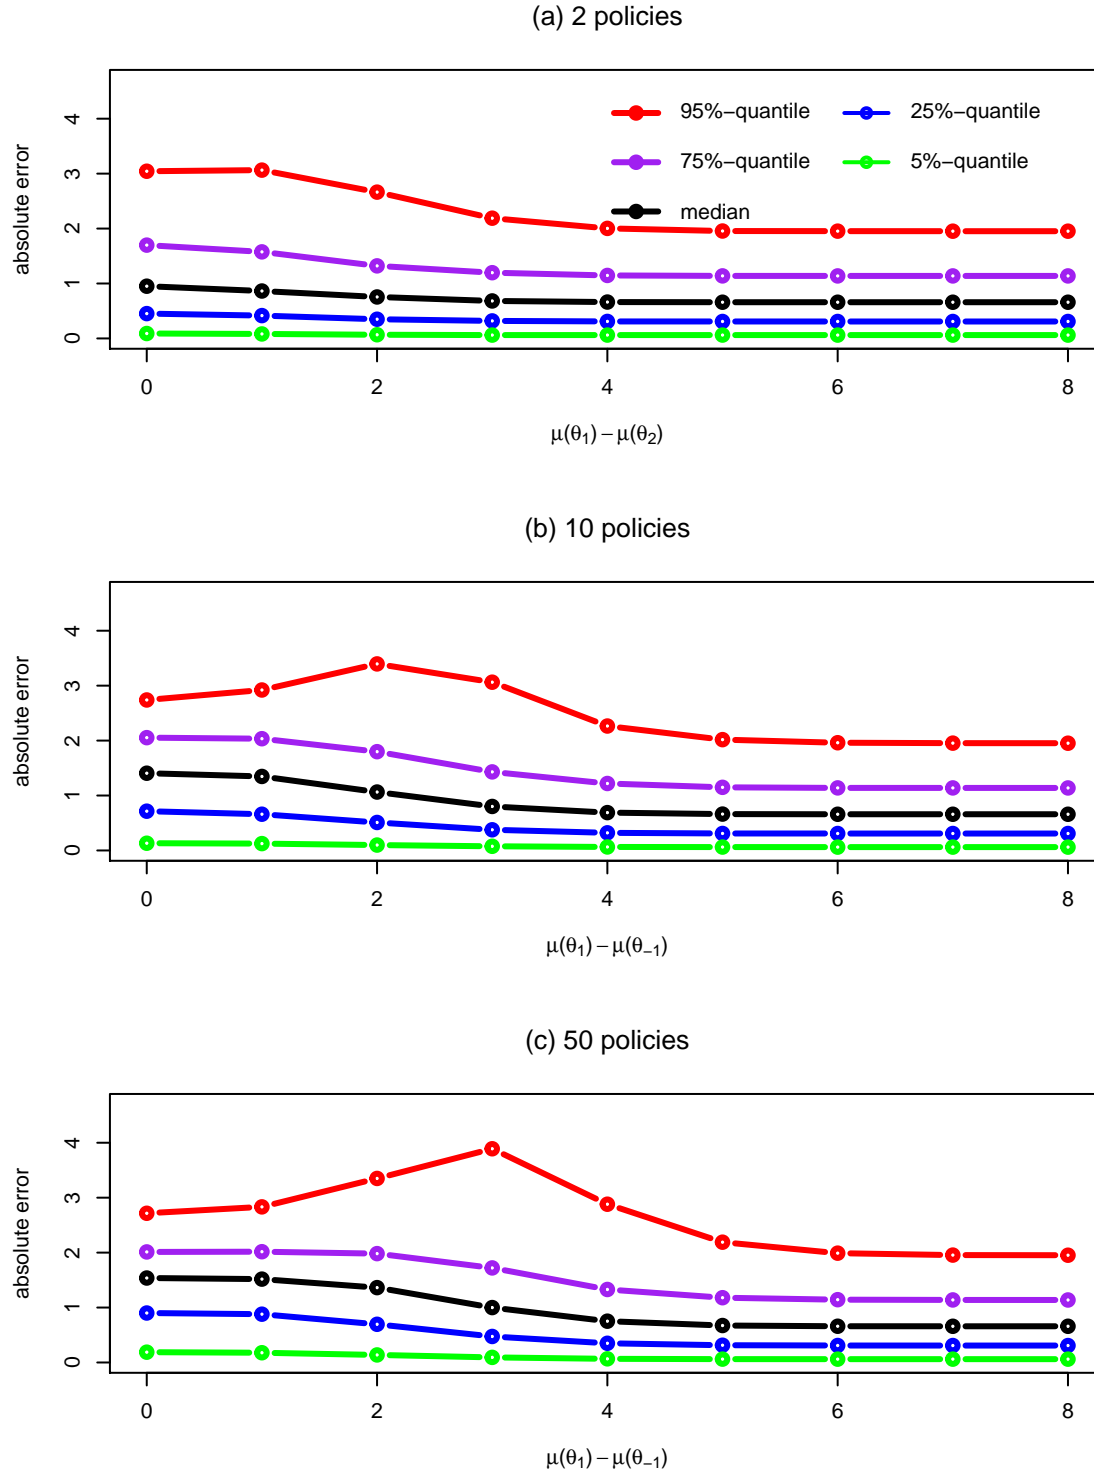 (a) 2 policies
absolute error
4
3
2
1
0
95%−quantile
25%−quantile
75%−quantile
5%−quantile
median
0 2 4 6 8
μ(θ1) − μ(θ2)
(b) 10 policies
absolute error
4
3
2
1
0
0 2 4 6 8
μ(θ1) − μ(θ−1)
(c) 50 policies
absolute error
4
3
2
1
0
0 2 4 6 8
μ(θ1) − μ(θ−1)